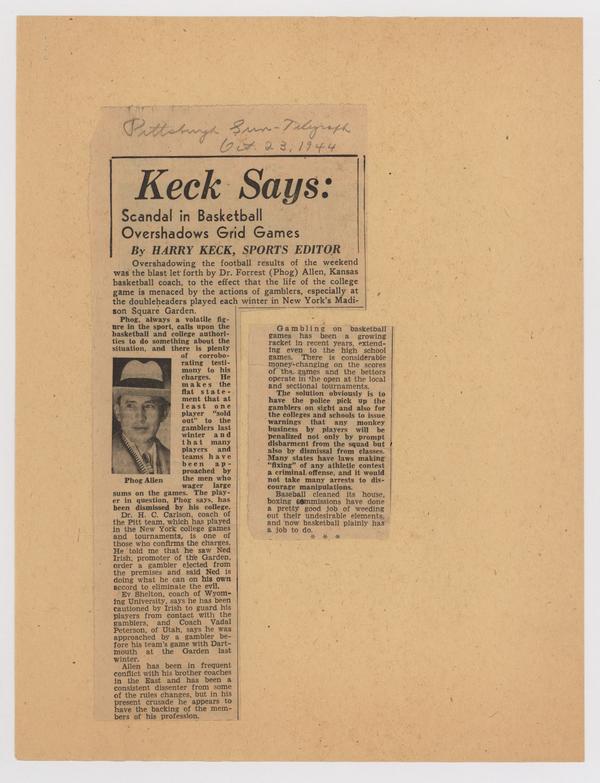 Pittsburgh Sun-Telegraph
Oct. 23, 1944
Keck Says:
Scandal in Basketball
Overshadows Grid Games
By HARRY KECK, SPORTS EDITOR
Overshadowing the football results of the weekend
was the blast let forth by Dr. Forrest (Phog) Allen, Kansas
basketball coach, to the effect that the life of the college
game is menaced by the actions of gamblers, especially at
the doubleheaders played each winter in New York's Madi-
son Square Garden.
Phog, always a volatile fig-
ure in the sport, calls upon the
basketball and college authori-
ties to do something about the
situation, and there is plenty
of corrobo-
rating testi-
mony to his
charges. He
makes the
flat state-
ment that at
least one
player "sold
out" to the
gamblers last
winter and
that many
players and
teams have
been ap-
proached by
the men who
wager large
Phog Allen
sums on the games. The play-
er in question, Phog says, has
been dismissed by his college.
Dr. H. C. Carlson, coach of
the Pitt team, which has played
in the New York college games
and tournaments, is one of
those who confirms the charges.
He told me that he saw Ned
Irish, promoter of the Garden,
order a gambler ejected from
the premises and said Ned is
doing what he can on his own
accord to eliminate the evil.
Ev Shelton, coach of Wyom-
ing University, says he has been
cautioned by Irish to guard his
players from contact with the
gamblers, and Coach Vadal
Peterson, of Utah, says he was
approached by a gambler be-
fore his team's game with Dart-
mouth at the Garden last
winter.
Allen has been in frequent
conflict with his brother coaches
in the East and has been a
consistent dissenter from some
of the rules changes, but in his
present crusade he appears to
have the backing of the mem-
bers of his profession.
Gambling on basketball
games has been a growing
racket in recent years, extend-
ing even to the high school
games. There is considerable
money-changing on the scores
of the games and the bettors
operate in the open at the local
and sectional tournaments.
The solution obviously is to
have the police pick up the
gamblers on sight and also for
the colleges and schools to issue
warnings that any monkey
business by players will be
penalized not only by prompt
disbarment from the squad but
also by dismissal from classes.
Many states have laws making
"fixing" of any athletic contest
a criminal offense, and it would
not take many arrests to dis-
courage manipulations.
Baseball cleaned its house,
boxing commissions have done
a pretty good job of weeding
out their undesirable elements,
and now basketball plainly has
a job to do.
* * *